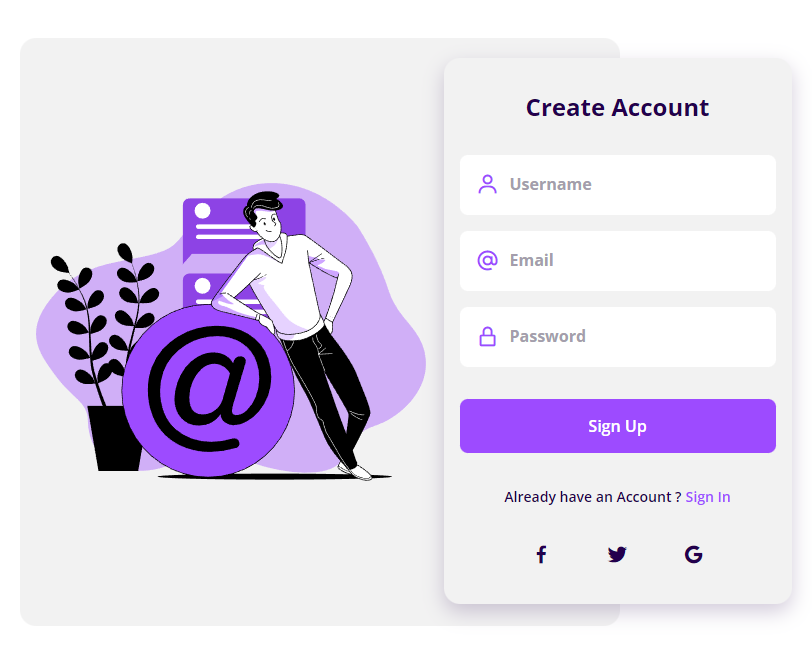 Create Account
Username
Email
Password
Sign Up
Already have an Account ? Sign In
@